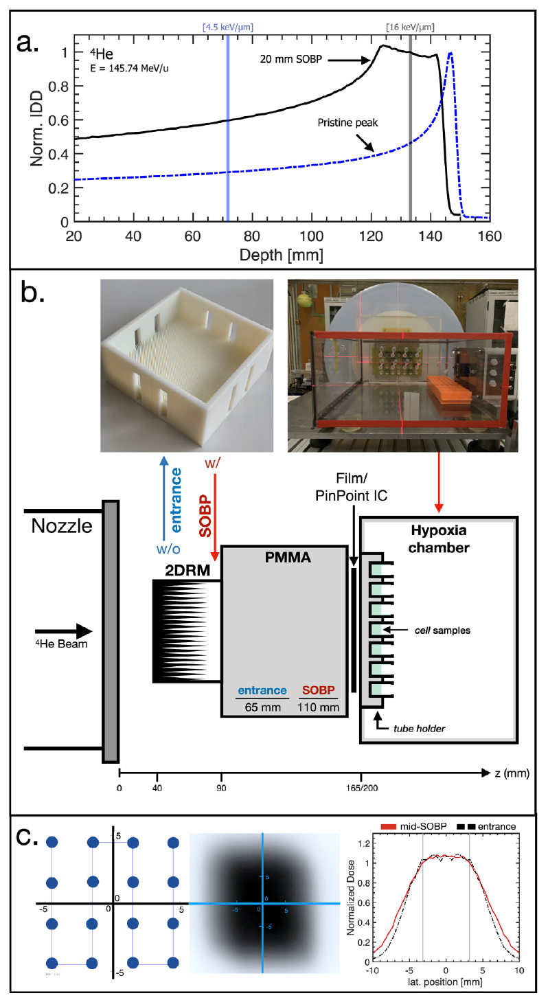 a.
[4.5 keV/μm]
[16 keV/μm]
⁴He
E = 145.74 MeV/u
20 mm SOBP
Pristine peak
Norm. IDD
1
0.8
0.6
0.4
0.2
0
20 40 60 80 100 120 140 160
Depth [mm]
b.
entrance
w/o
w/
SOBP
Film/
PinPoint IC
Nozzle
2DRM
PMMA
Hypoxia
chamber
⁴He Beam
cell samples
entrance SOBP
65 mm 110 mm
tube holder
z (mm)
0 40 90 165/200
c.
5
0
-5 0 5
-5
5
0
-5 0 5
-5
mid-SOBP entrance
Normalized Dose
1.2
1
0.8
0.6
0.4
0.2
0
-10 -5 0 5 10
lat. position [mm]